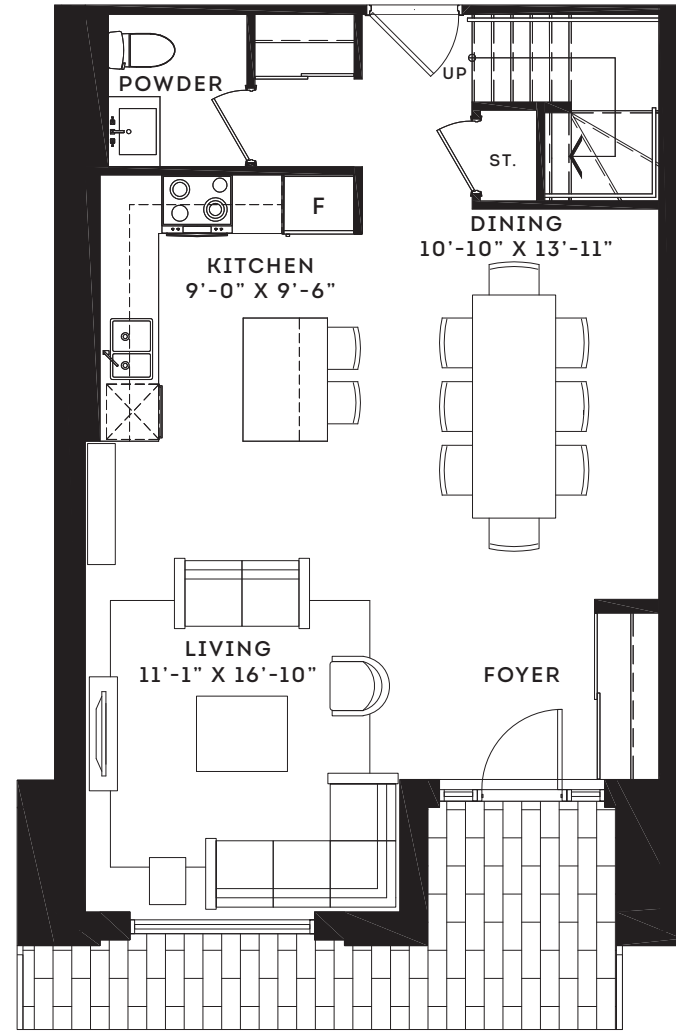 POWDER
UP
ST.
F
DINING
10'-10" X 13'-11"
KITCHEN
9'-0" X 9'-6"
LIVING
11'-1" X 16'-10"
FOYER